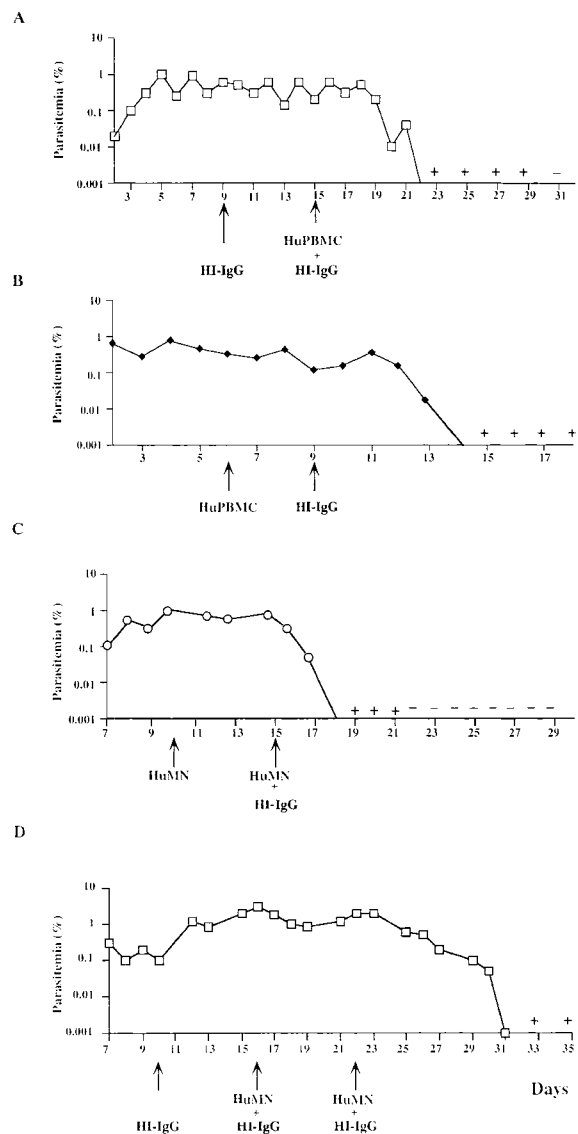 A
Parasitemia (%)
10
1
0.1
0.01
0.001
+ + + + –
3 5 7 9 11 13 15 17 19 21 23 25 27 29 31
HI-IgG
HuPBMC
+
HI-IgG
B
Parasitemia (%)
10
1
0.1
0.01
0.001
+ + + +
3 5 7 9 11 13 15 17
HuPBMC
HI-IgG
C
Parasitemia (%)
10
1
0.1
0.01
0.001
+ + + – – – – – – – –
7 9 11 13 15 17 19 21 23 25 27 29
HuMN
HuMN
+
HI-IgG
D
Parasitemia (%)
10
1
0.1
0.01
0.001
+ +
7 9 11 13 15 17 19 21 23 25 27 29 31 33 35
HI-IgG
HuMN
+
HI-IgG
HuMN
+
HI-IgG
Days